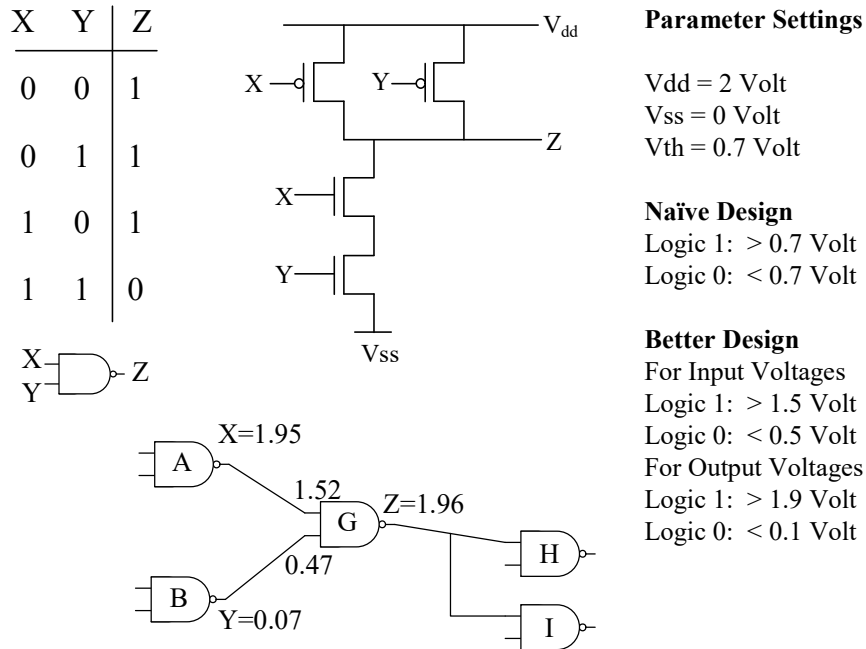 X Y Z
0 0 1
0 1 1
1 0 1
1 1 0
X
Y
Z
V_dd
X
Y
Z
X
Y
Vss
Parameter Settings
Vdd = 2 Volt
Vss = 0 Volt
Vth = 0.7 Volt
Naïve Design
Logic 1: > 0.7 Volt
Logic 0: < 0.7 Volt
Better Design
For Input Voltages
Logic 1: > 1.5 Volt
Logic 0: < 0.5 Volt
For Output Voltages
Logic 1: > 1.9 Volt
Logic 0: < 0.1 Volt
X=1.95
A
1.52
Z=1.96
G
0.47
H
B
Y=0.07
I